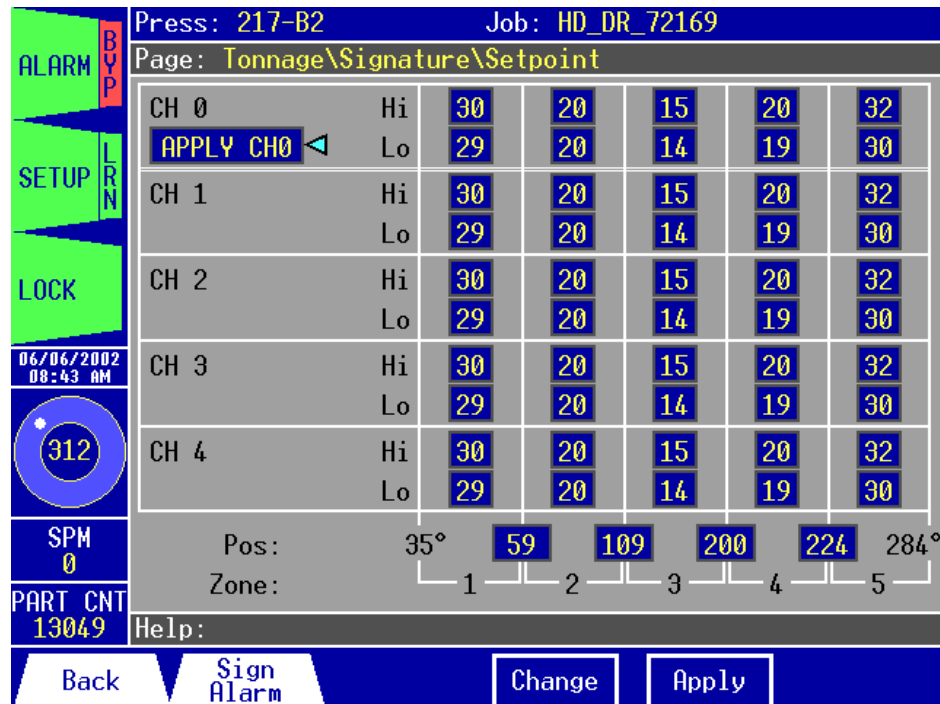 Press: 217-B2 Job: HD_DR_72169
Page: Tonnage\Signature\Setpoint
ALARM BYP
SETUP LRN
LOCK
06/06/2002
08:43 AM
312
SPM
0
PART CNT
13049
CH 0 Hi 30 20 15 20 32
APPLY CH0 Lo 29 20 14 19 30
CH 1 Hi 30 20 15 20 32
Lo 29 20 14 19 30
CH 2 Hi 30 20 15 20 32
Lo 29 20 14 19 30
CH 3 Hi 30 20 15 20 32
Lo 29 20 14 19 30
CH 4 Hi 30 20 15 20 32
Lo 29 20 14 19 30
Pos: 35° 59 109 200 224 284°
Zone: 1 2 3 4 5
Help:
Back Sign Alarm Change Apply